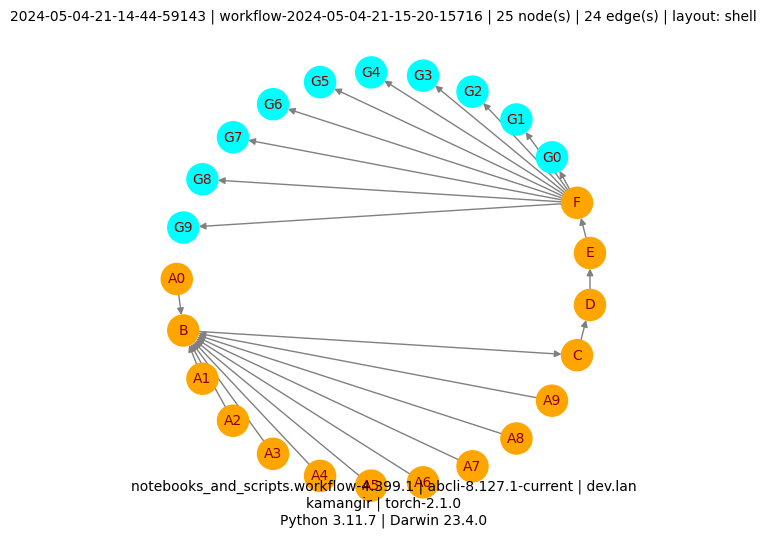 2024-05-04-21-14-44-59143 | workflow-2024-05-04-21-15-20-15716 | 25 node(s) | 24 edge(s) | layout: shell
G4
G3
G5
G2
G6
G1
G7
G0
G8
F
G9
E
A0
D
B
C
A1
A9
A2
A8
A3
A7
A4
A6
A5
notebooks_and_scripts.workflow-4.399.1 | abcli-8.127.1-current | dev.lan
kamangir | torch-2.1.0
Python 3.11.7 | Darwin 23.4.0